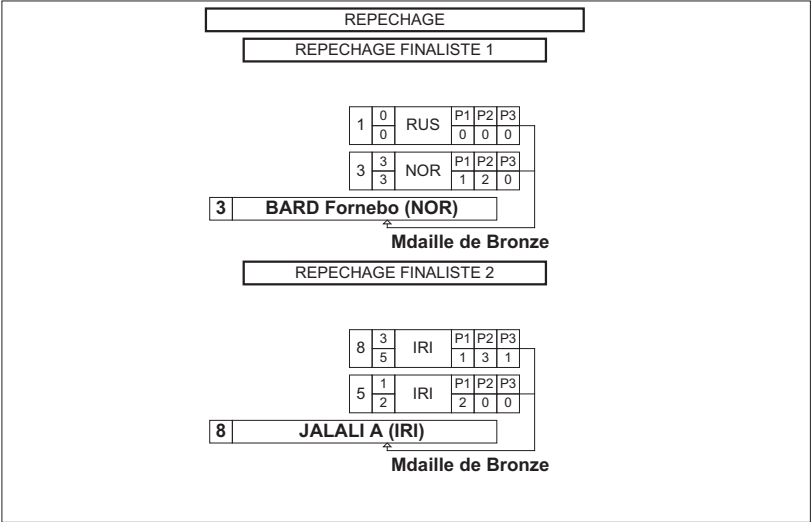 REPECHAGE
REPECHAGE FINALISTE 1
1 0 RUS P1 P2 P3
0 0 0 0
3 3 NOR P1 P2 P3
3 1 2 0
3 BARD Fornebo (NOR)
Mdaille de Bronze
REPECHAGE FINALISTE 2
8 3 IRI P1 P2 P3
5 1 3 1
5 1 IRI P1 P2 P3
2 2 0 0
8 JALALI A (IRI)
Mdaille de Bronze